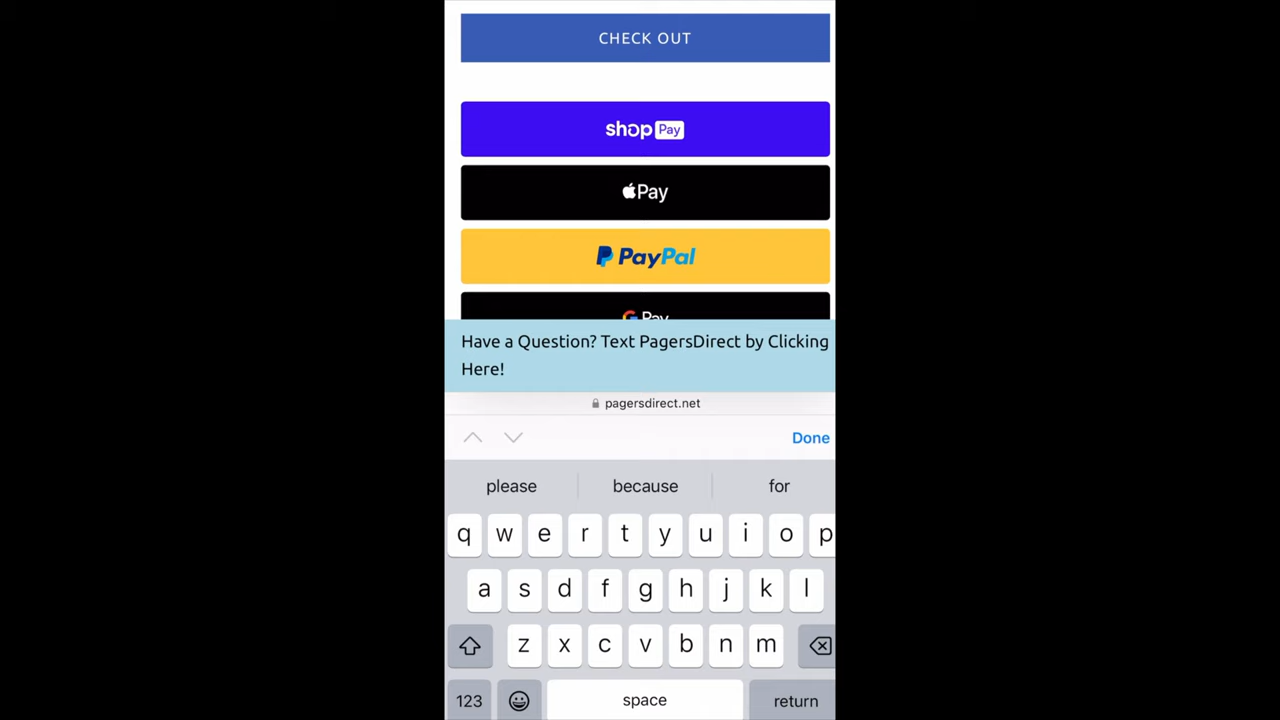 CHECK OUT
shop Pay
Pay
PayPal
G Pay
Have a Question? Text PagersDirect by Clicking
Here!
pagersdirect.net
Done
please because for
q w e r t y u i o p
a s d f g h j k l
z x c v b n m
123 space return